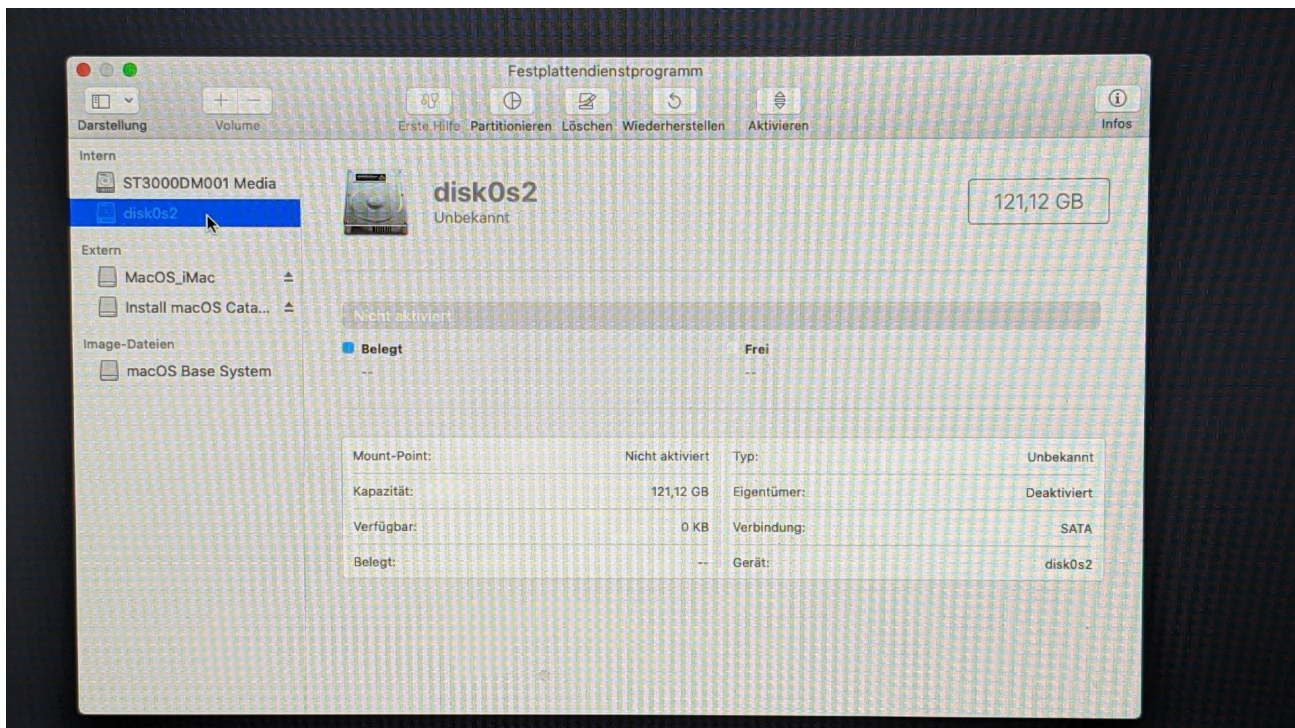 Festplattendienstprogramm
Darstellung
Volume
Erste Hilfe
Partitionieren
Löschen
Wiederherstellen
Aktivieren
Infos
Intern
ST3000DM001 Media
disk0s2
Extern
MacOS_iMac
Install macOS Cata...
Image-Dateien
macOS Base System
disk0s2
Unbekannt
121,12 GB
Nicht aktiviert
Belegt
--
Frei
--
Mount-Point: Nicht aktiviert
Kapazität: 121,12 GB
Verfügbar: 0 KB
Belegt: --
Typ: Unbekannt
Eigentümer: Deaktiviert
Verbindung: SATA
Gerät: disk0s2